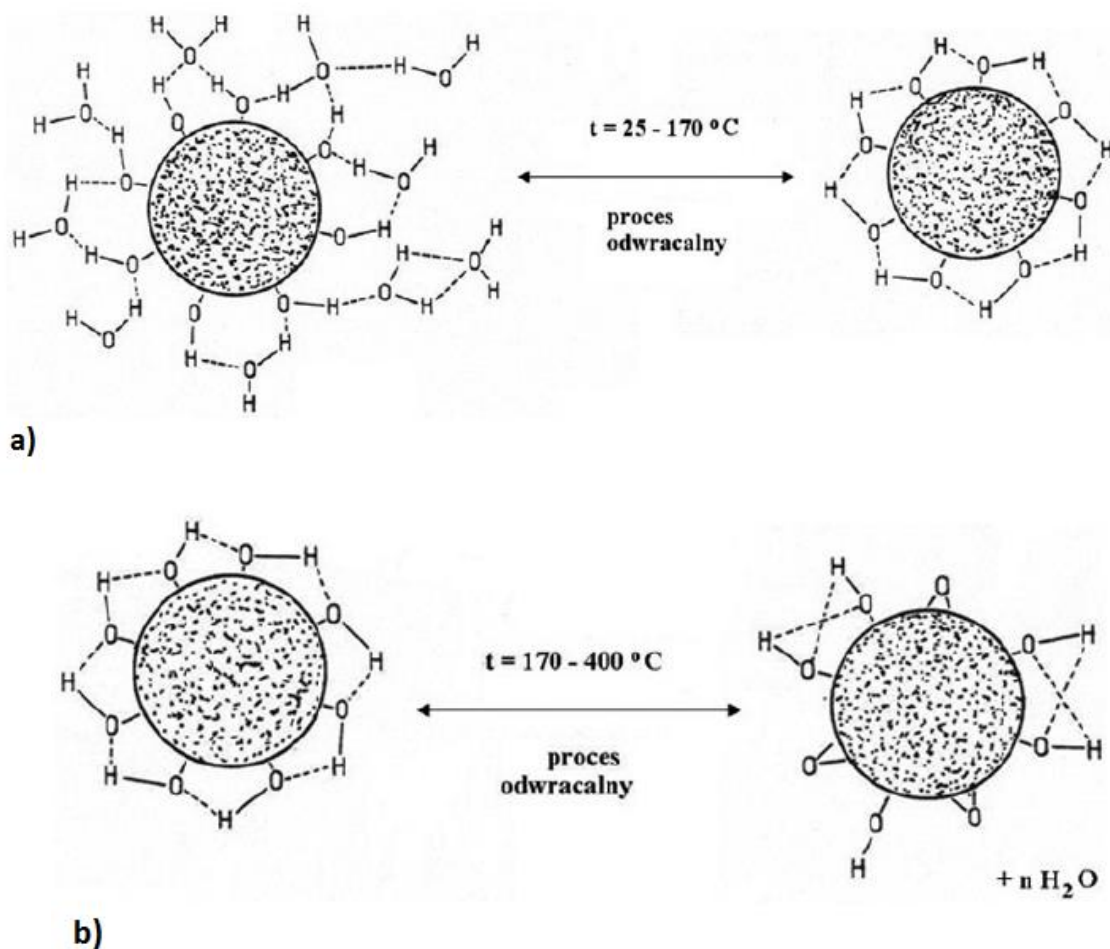 t = 25 - 170 °C
proces
odwracalny
a)
t = 170 - 400 °C
proces
odwracalny
+ n H₂O
b)